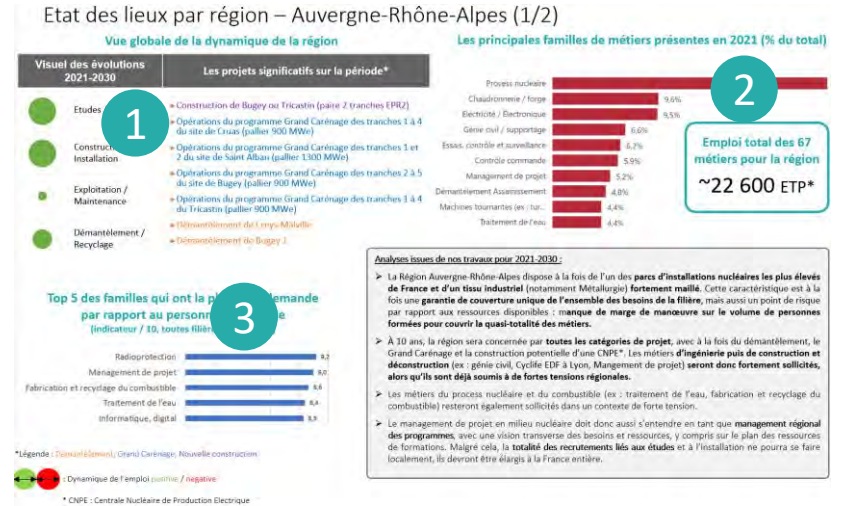 Etat des lieux par région – Auvergne-Rhône-Alpes (1/2)
Vue globale de la dynamique de la région
Visuel des évolutions
2021-2030
Les projets significatifs sur la période*
Etudes
» Construction de Bugey ou Tricastin (paire 2 tranches EPR2)
» Opérations du programme Grand Carénage des tranches 1 à 4
du site de Cruas (pallier 900 MWe)
Installation
» Opérations du programme Grand Carénage des tranches 1 et
2 du site de Saint Alban (pallier 1300 MWe)
Exploitation /
Maintenance
» Opérations du programme Grand Carénage des tranches 2 à 5
du site de Bugey (pallier 900 MWe)
» Opérations du programme Grand Carénage des tranches 1 à 4
du Tricastin (pallier 900 MWe)
Démantèlement /
Recyclage
» Démantèlement de Creys-Malville
» Démantèlement de Bugey 1
1
Les principales familles de métiers présentes en 2021 (% du total)
Process nucléaire
Chaudronnerie / forge 9,6%
Electricité / Électronique 9,5%
Génie civil / supportage 6,6%
Essais, contrôle et surveillance 6,2%
Contrôle commande 5,9%
Management de projet 5,2%
Démantèlement Assainissement 4,8%
Machines tournantes (ex : tur... 4,4%
Traitement de l'eau 4,4%
2
Emploi total des 67
métiers pour la région
~22 600 ETP*
Top 5 des familles qui ont la demande
par rapport au
(indicateur / 10, toutes
3
Radioprotection 9,2
Management de projet 9,0
Fabrication et recyclage du combustible 8,6
Traitement de l'eau 8,4
Informatique, digital
*Légende : Démantèlement, Grand Carénage, Nouvelle construction
: Dynamique de l'emploi positive / negative
* CNPE : Centrale Nucléaire de Production Electrique
Analyses issues de nos travaux pour 2021-2030 :
➢ La Région Auvergne-Rhône-Alpes dispose à la fois de l'un des parcs d'installations nucléaires les plus élevés
de France et d'un tissu industriel (notamment Métallurgie) fortement maillé. Cette caractéristique est à la
fois une garantie de couverture unique de l'ensemble des besoins de la filière, mais aussi un point de risque
par rapport aux ressources disponibles : manque de marge de manœuvre sur le volume de personnes
formées pour couvrir la quasi-totalité des métiers.
➢ À 10 ans, la région sera concernée par toutes les catégories de projet, avec à la fois du démantèlement, le
Grand Carénage et la construction potentielle d'une CNPE*. Les métiers d'ingénierie puis de construction et
déconstruction (ex : génie civil, Cyclife EDF à Lyon, Mangement de projet) seront donc fortement sollicités,
alors qu'ils sont déjà soumis à de fortes tensions régionales.
➢ Les métiers du process nucléaire et du combustible (ex : traitement de l'eau, fabrication et recyclage du
combustible) resteront également sollicités dans un contexte de forte tension.
➢ Le management de projet en milieu nucléaire doit donc aussi s'entendre en tant que management régional
des programmes, avec une vision transverse des besoins et ressources, y compris sur le plan des ressources
de formations. Malgré cela, la totalité des recrutements liés aux études et à l'installation ne pourra se faire
localement, ils devront être élargis à la France entière.